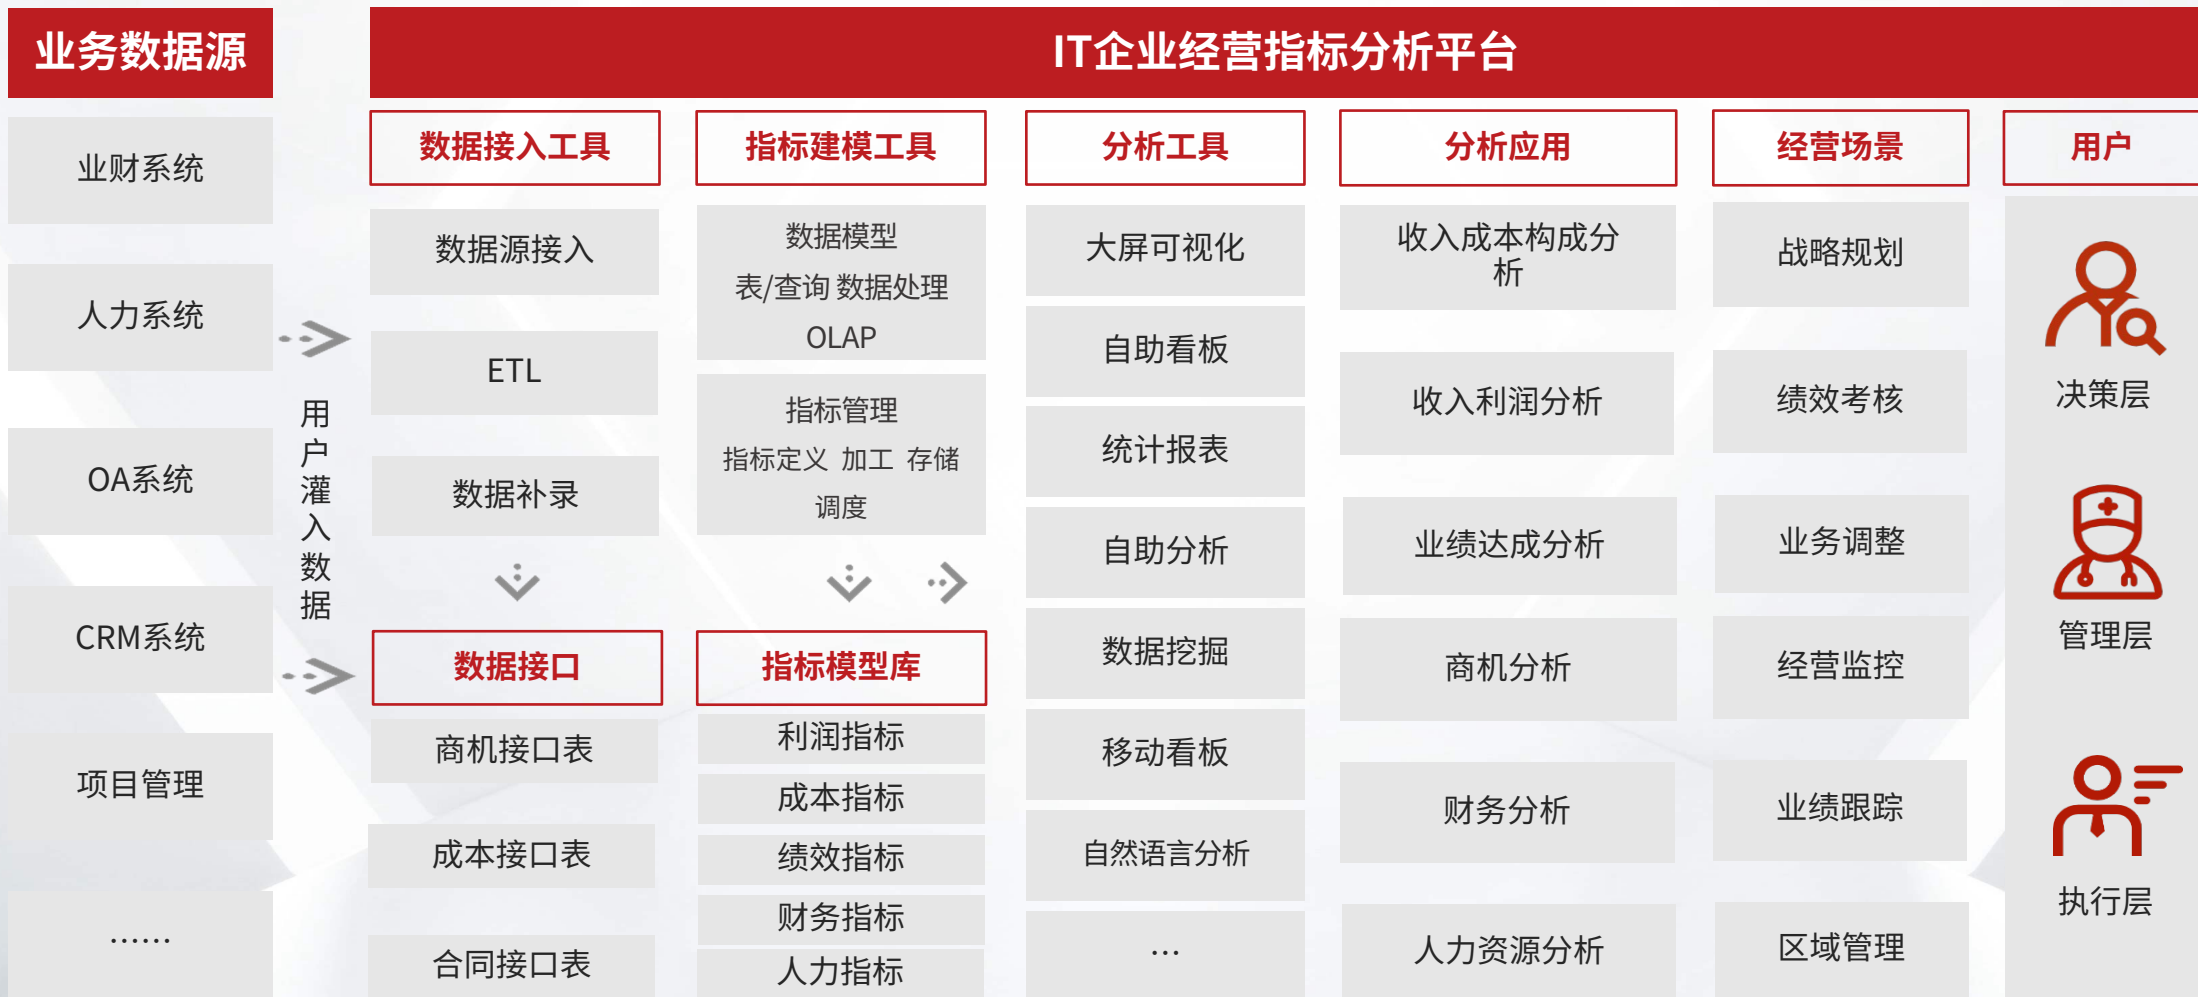 业务数据源
IT企业经营指标分析平台
业财系统
人力系统
OA系统
CRM系统
项目管理
……
用户灌入数据
数据接入工具
数据源接入
ETL
数据补录
数据接口
商机接口表
成本接口表
合同接口表
指标建模工具
数据模型
表/查询 数据处理
OLAP
指标管理
指标定义 加工 存储
调度
指标模型库
利润指标
成本指标
绩效指标
财务指标
人力指标
分析工具
大屏可视化
自助看板
统计报表
自助分析
数据挖掘
移动看板
自然语言分析
…
分析应用
收入成本构成分
析
收入利润分析
业绩达成分析
商机分析
财务分析
人力资源分析
经营场景
战略规划
绩效考核
业务调整
经营监控
业绩跟踪
区域管理
用户
决策层
管理层
执行层